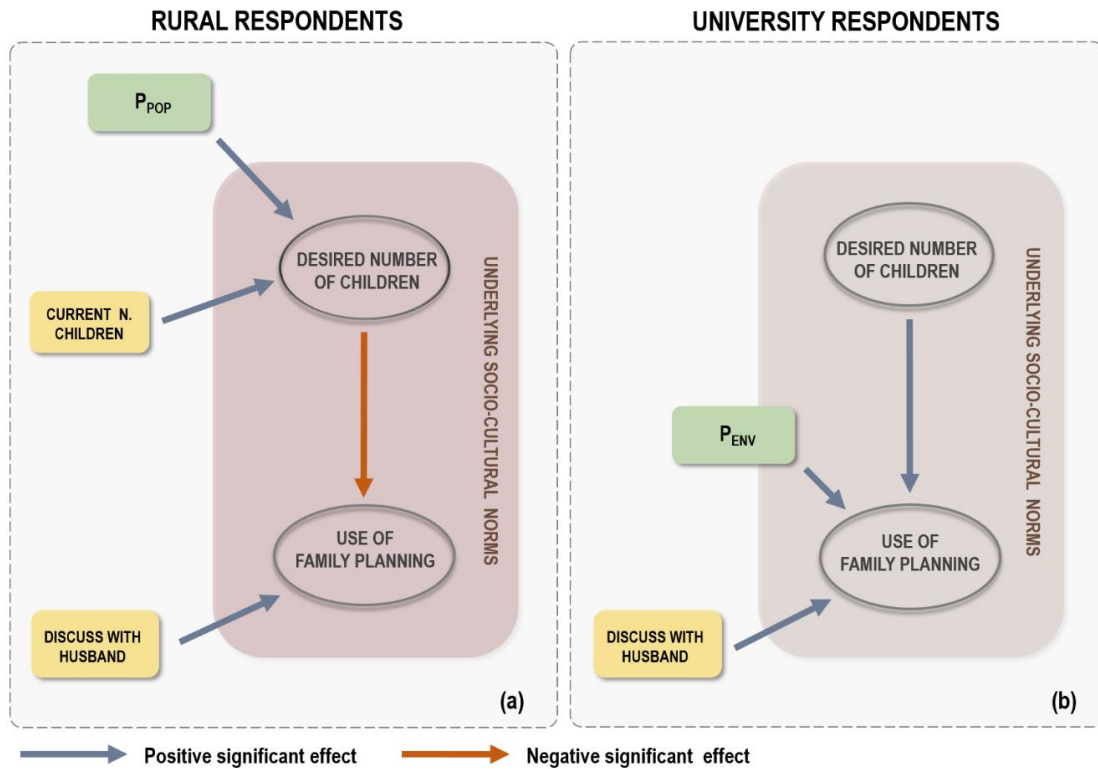 RURAL RESPONDENTS
P_POP
DESIRED NUMBER
OF CHILDREN
CURRENT N.
CHILDREN
UNDERLYING SOCIO-CULTURAL NORMS
USE OF
FAMILY PLANNING
DISCUSS WITH
HUSBAND
(a)
UNIVERSITY RESPONDENTS
DESIRED NUMBER
OF CHILDREN
UNDERLYING SOCIO-CULTURAL NORMS
P_ENV
USE OF
FAMILY PLANNING
DISCUSS WITH
HUSBAND
(b)
Positive significant effect
Negative significant effect